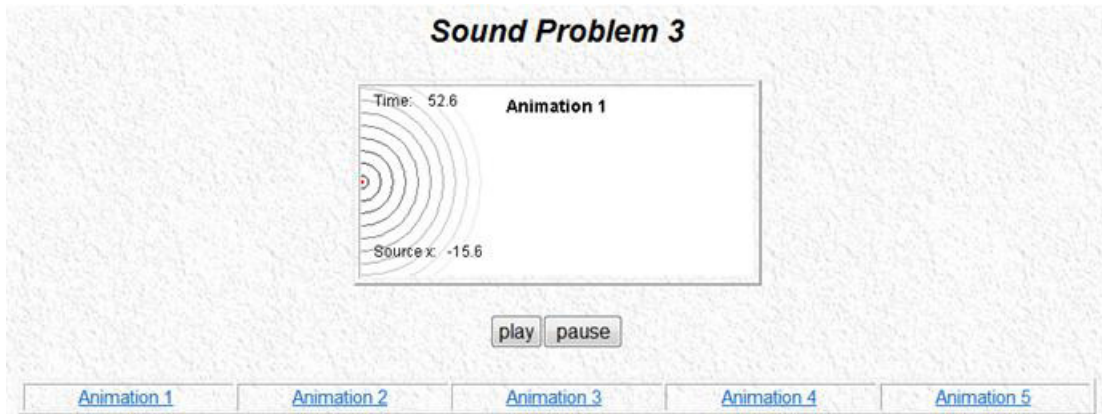 Sound Problem 3
Time: 52.6
Animation 1
Source x: -15.6
play pause
Animation 1 Animation 2 Animation 3 Animation 4 Animation 5